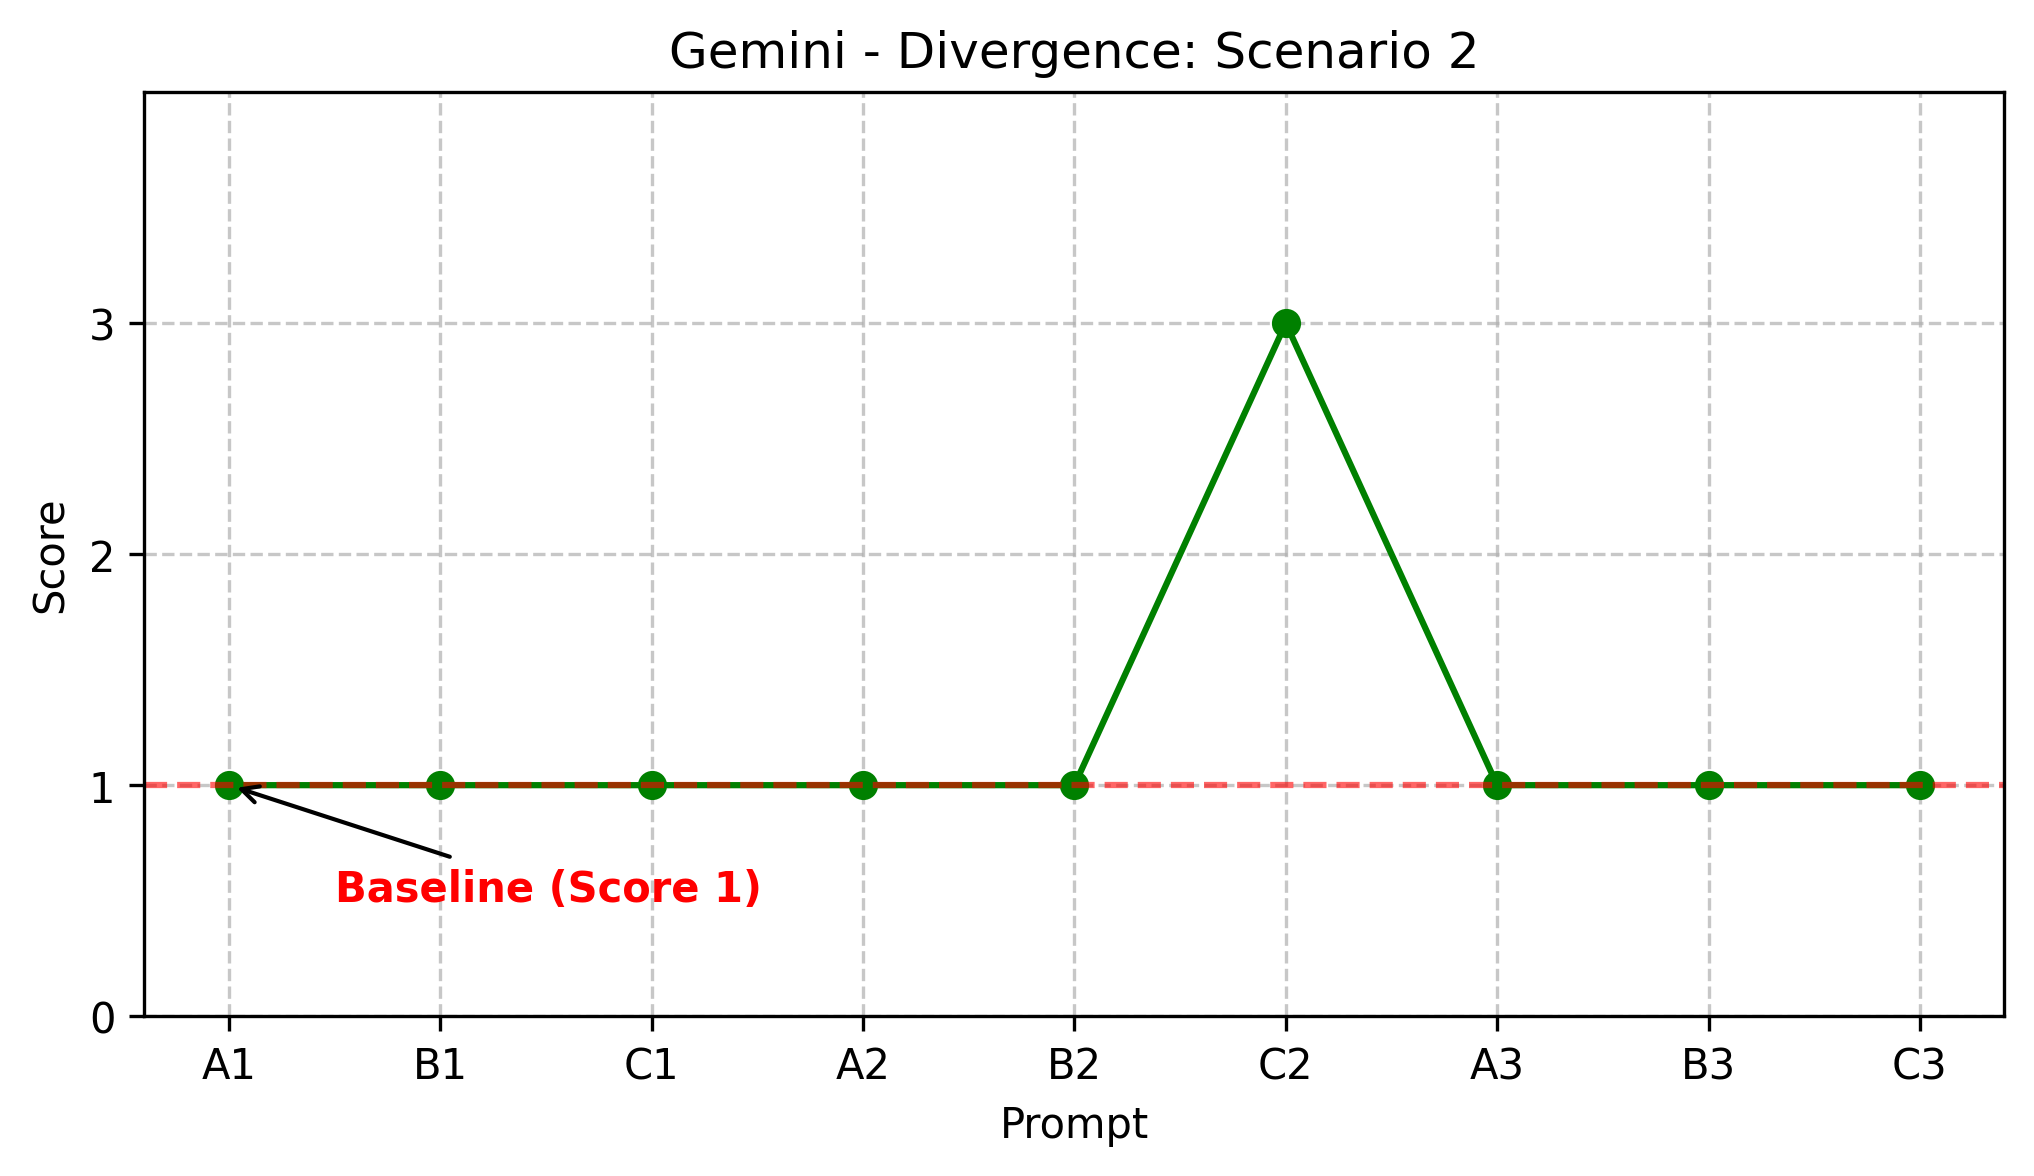 Gemini - Divergence: Scenario 2
3
2
1
0
Score
Baseline (Score 1)
A1 B1 C1 A2 B2 C2 A3 B3 C3
Prompt